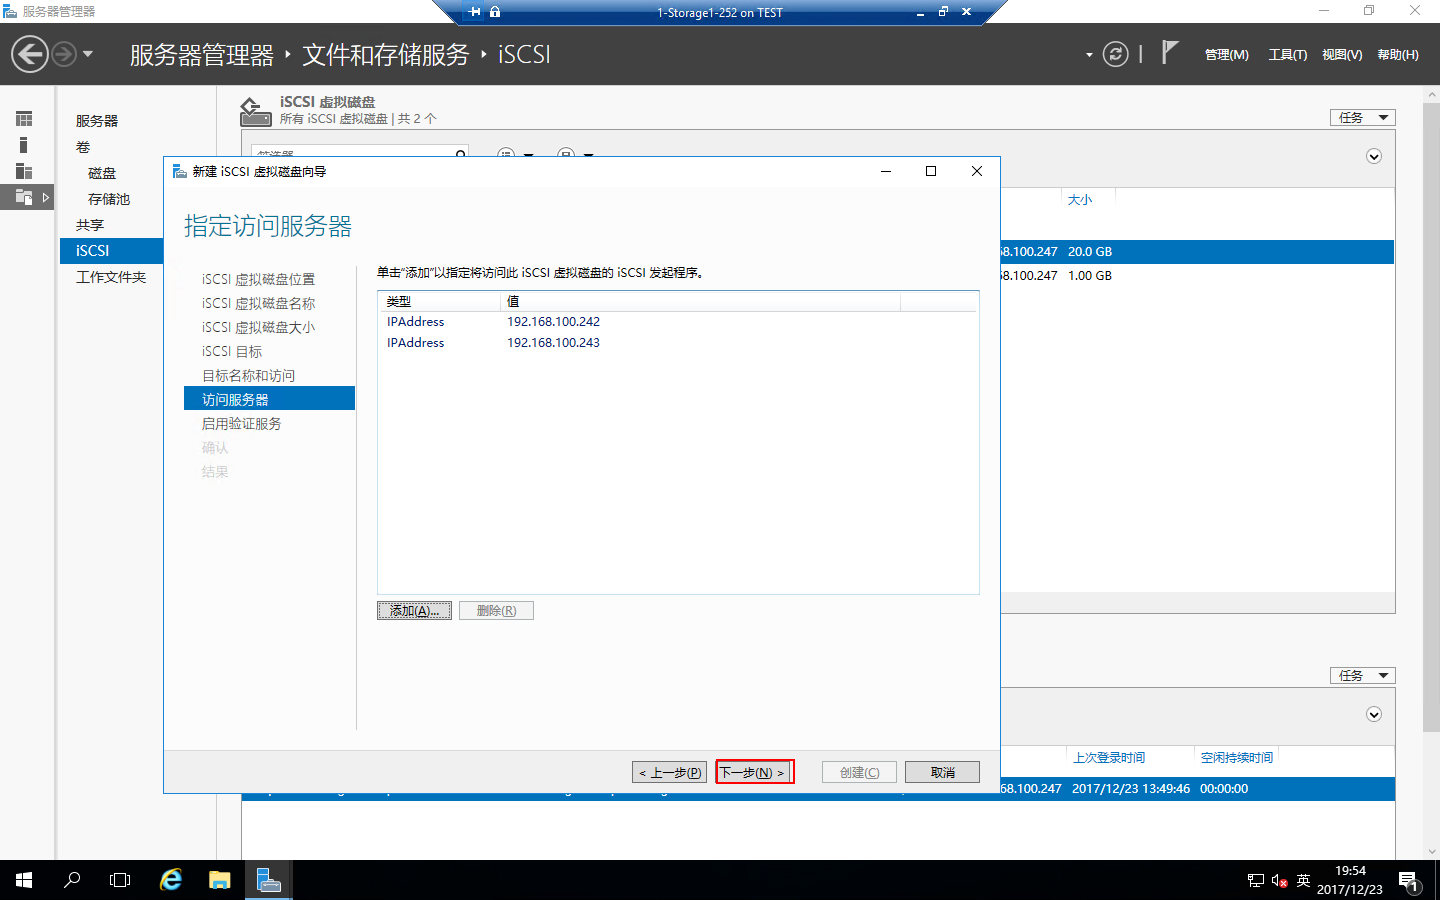 服务器管理器
1-Storage1-252 on TEST
服务器管理器 ‣ 文件和存储服务 ‣ iSCSI
管理(M) 工具(T) 视图(V) 帮助(H)
服务器
卷
磁盘
存储池
共享
iSCSI
工作文件夹
iSCSI 虚拟磁盘
所有 iSCSI 虚拟磁盘 | 共 2 个
任务
大小
8.100.247 20.0 GB
8.100.247 1.00 GB
新建 iSCSI 虚拟磁盘向导
指定访问服务器
iSCSI 虚拟磁盘位置
iSCSI 虚拟磁盘名称
iSCSI 虚拟磁盘大小
iSCSI 目标
目标名称和访问
访问服务器
启用验证服务
确认
结果
单击“添加”以指定将访问此 iSCSI 虚拟磁盘的 iSCSI 发起程序。
类型 值
IPAddress 192.168.100.242
IPAddress 192.168.100.243
添加(A)... 删除(R)
< 上一步(P) 下一步(N) > 创建(C) 取消
任务
上次登录时间 空闲持续时间
68.100.247 2017/12/23 13:49:46 00:00:00
英
19:54
2017/12/23
1